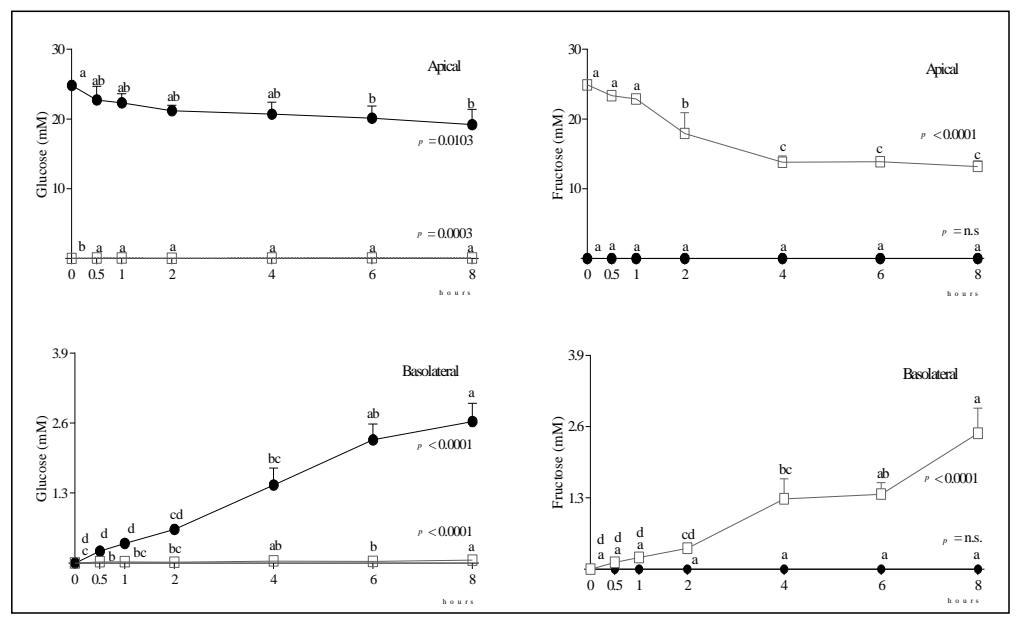 30
Apical
a
ab
ab
ab
ab
b
b
20
p = 0.0103
Glucose (mM)
10
p = 0.0003
b a a a a a a
0 0.5 1 2 4 6 8
hours
30
Apical
a
a
a
b
20
p <0.0001
c
c
c
Fructose (mM)
10
p = n.s
a a a a a a a
0 0.5 1 2 4 6 8
hours
3.9
Basolateral
a
ab
2.6
p <0.0001
Glucose (mM)
bc
1.3
cd
d
d
d
p <0.0001
c b bc bc ab b a
0 0.5 1 2 4 6 8
hours
3.9
Basolateral
a
2.6
Fructose (mM)
bc
ab
p <0.0001
1.3
cd
d
d
d
p = n.s.
a a a a a a a
0 0.5 1 2 4 6 8
hours